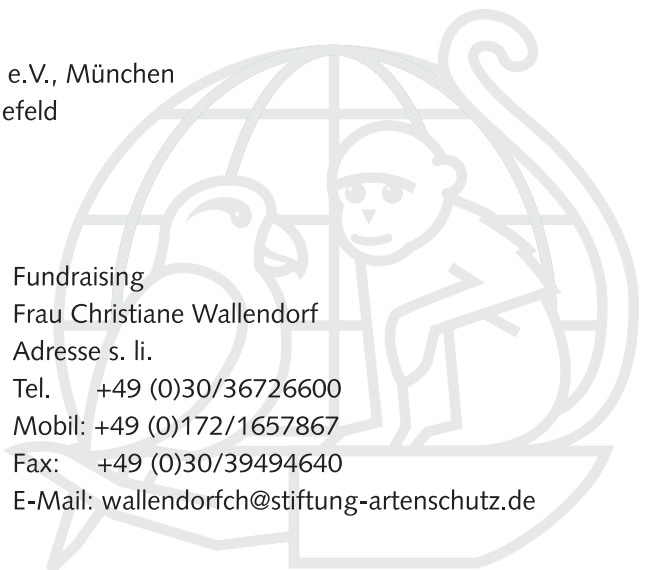 e.V., München
efeld
Fundraising
Frau Christiane Wallendorf
Adresse s. li.
Tel. +49 (0)30/36726600
Mobil: +49 (0)172/1657867
Fax: +49 (0)30/39494640
E-Mail: wallendorfch@stiftung-artenschutz.de